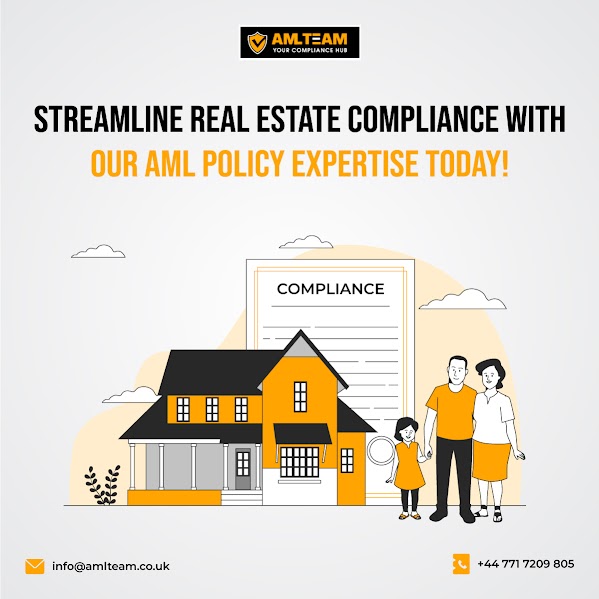 AMLTEAM
YOUR COMPLIANCE HUB
STREAMLINE REAL ESTATE COMPLIANCE WITH
OUR AML POLICY EXPERTISE TODAY!
COMPLIANCE
info@amlteam.co.uk
+44 771 7209 805